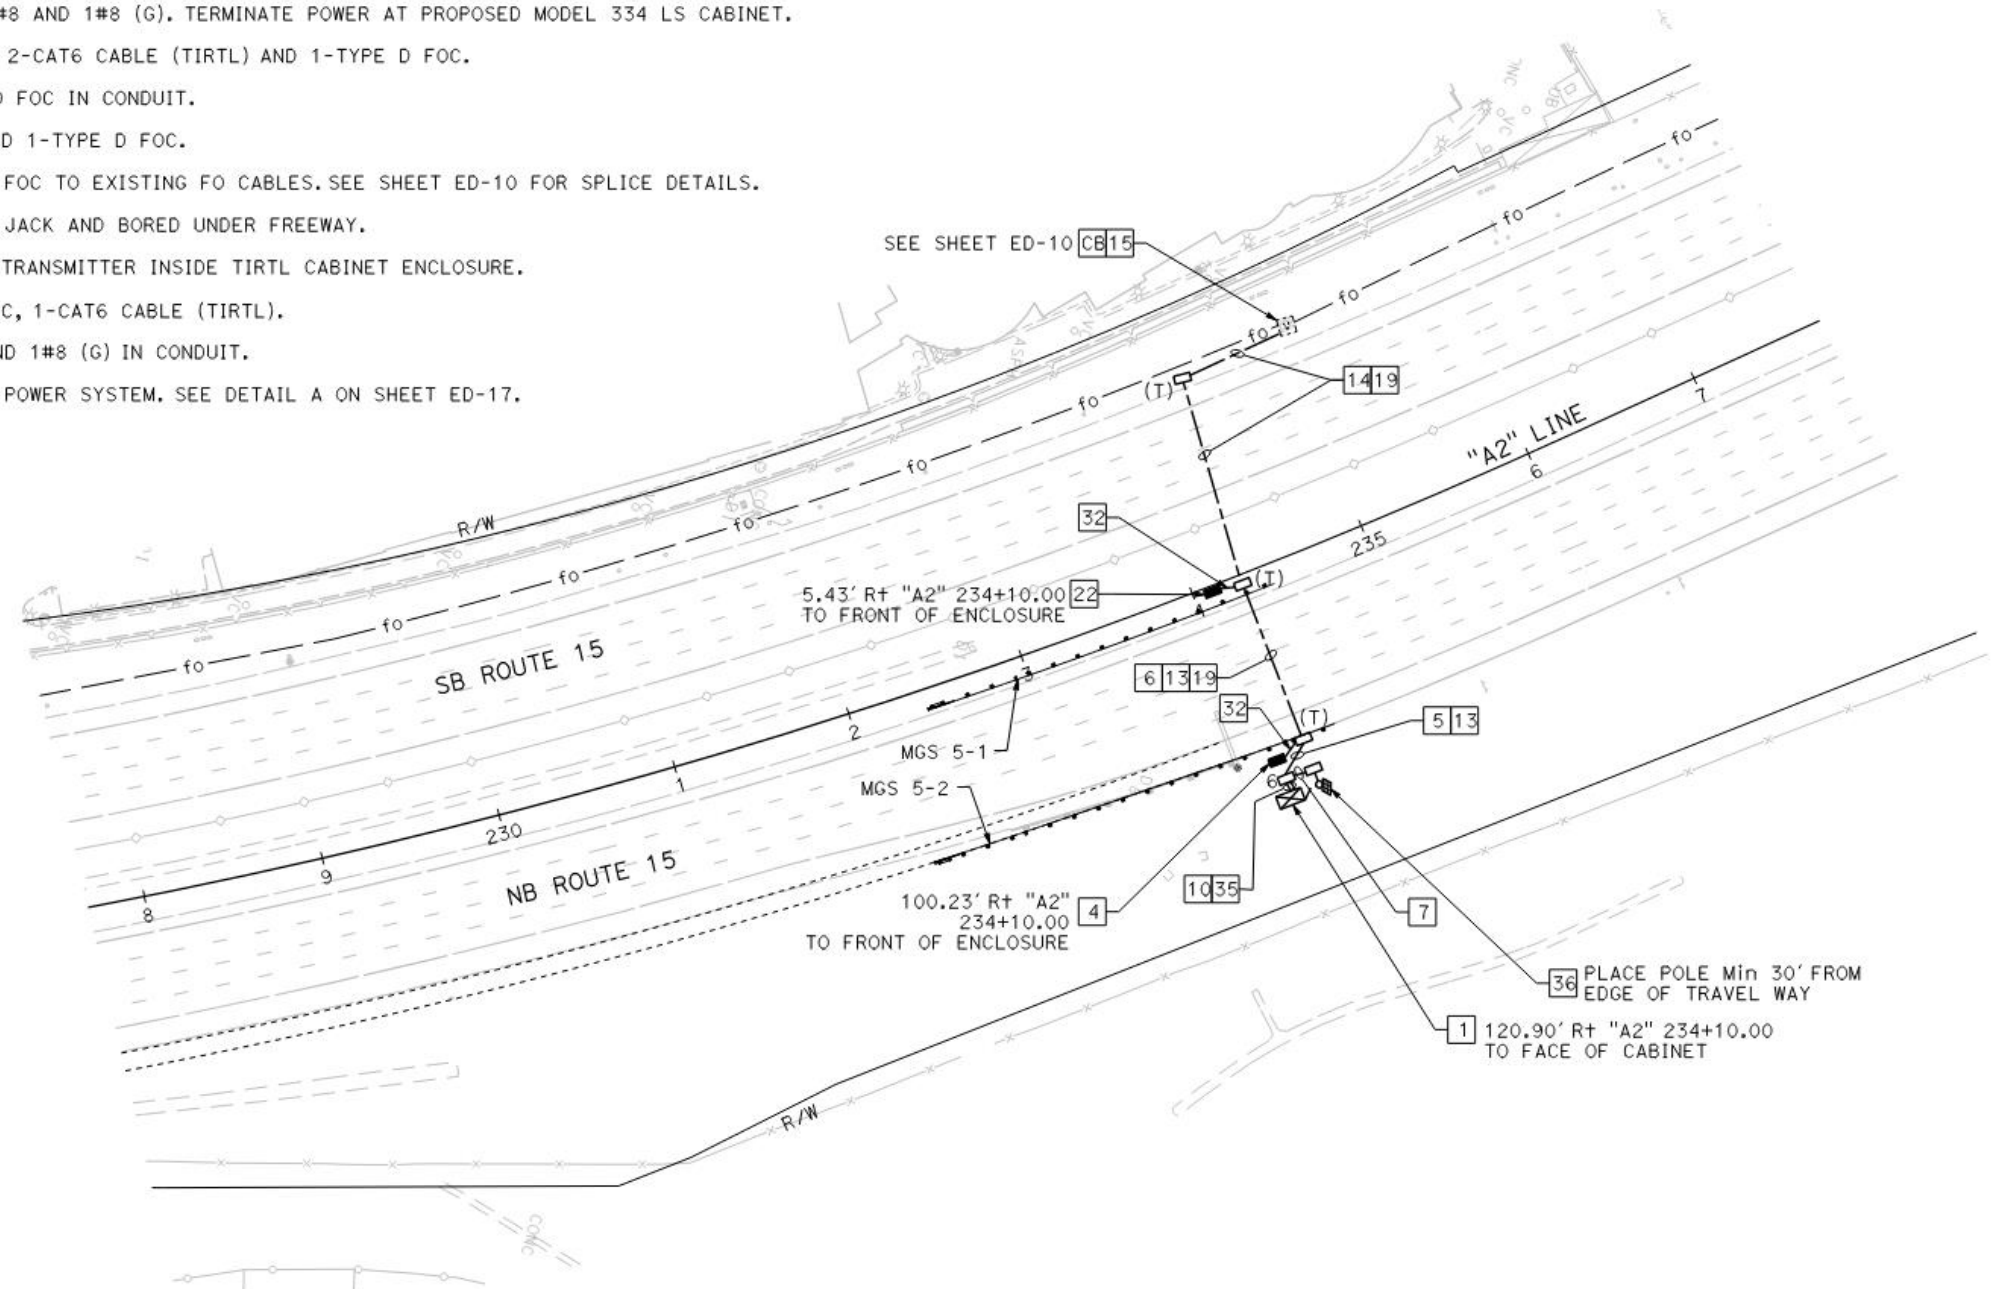 #8 AND 1#8 (G). TERMINATE POWER AT PROPOSED MODEL 334 LS CABINET.
2-CAT6 CABLE (TIRTL) AND 1-TYPE D FOC.
FOC IN CONDUIT.
D 1-TYPE D FOC.
FOC TO EXISTING FO CABLES. SEE SHEET ED-10 FOR SPLICE DETAILS.
JACK AND BORED UNDER FREEWAY.
TRANSMITTER INSIDE TIRTL CABINET ENCLOSURE.
C, 1-CAT6 CABLE (TIRTL).
ND 1#8 (G) IN CONDUIT.
POWER SYSTEM. SEE DETAIL A ON SHEET ED-17.
SEE SHEET ED-10 CB 15
fo
fo
fo
fo
14 19
(T)
fo
7
"A2" LINE
6
fo
32
235
fo
R/W
(T)
5.43' Rt "A2" 234+10.00 22
TO FRONT OF ENCLOSURE
4
fo
fo
fo
SB ROUTE 15
6 13 19
3
32
(T)
5 13
2
MGS 5-1
1
MGS 5-2
6
230
9
NB ROUTE 15
8
10 35
7
100.23' Rt "A2"
234+10.00
TO FRONT OF ENCLOSURE
4
36 PLACE POLE Min 30' FROM
EDGE OF TRAVEL WAY
1 120.90' Rt "A2" 234+10.00
TO FACE OF CABINET
R/W
CONC